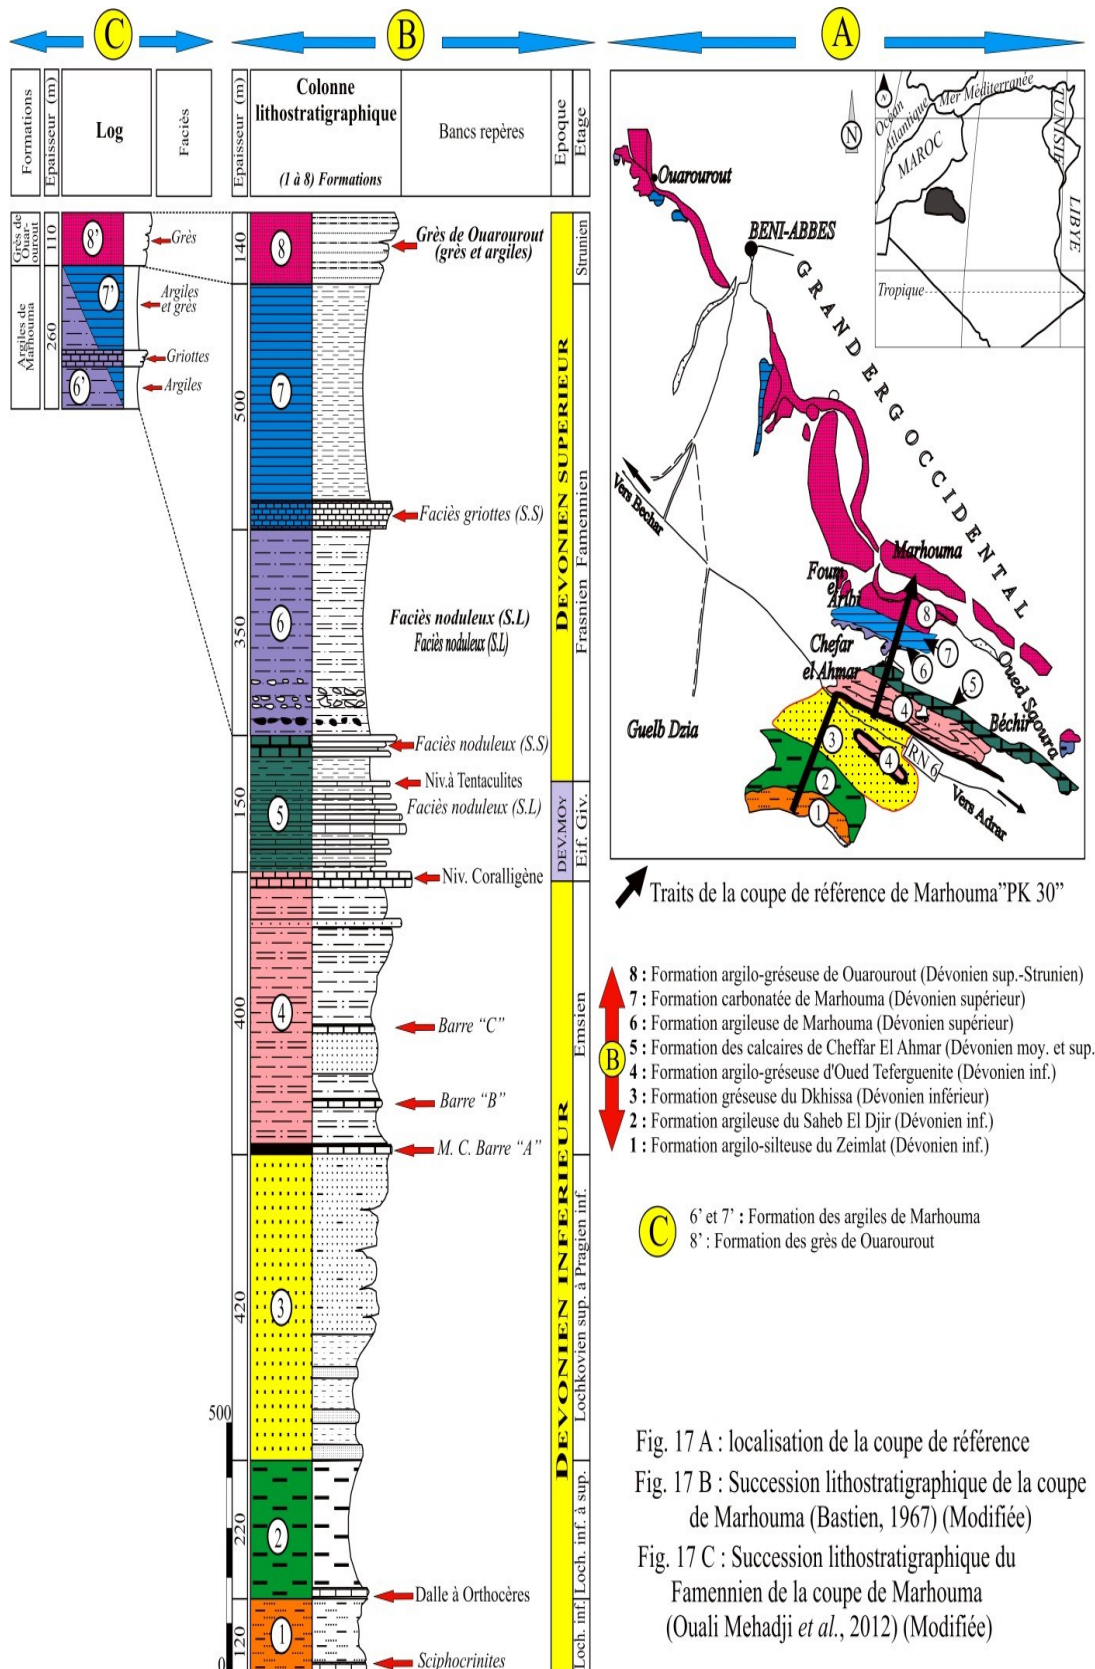 C
B
A
Formations
Epaisseur (m)
Log
Faciès
Epaisseur (m)
Colonne
lithostratigraphique
(1 à 8) Formations
Bancs repères
Epoque
Etage
Grès de
Ouar-
ourout
110
8'
Grès
Argiles de
Marhouma
260
7'
Argiles
et grès
Griottes
6'
Argiles
140
8
Grès de Ouarourout
(grès et argiles)
Strunien
500
7
Faciès griottes (S.S)
DEVONIEN SUPERIEUR
Frasnien Famennien
350
6
Faciès noduleux (S.L)
Faciès noduleux (S.L)
Faciès noduleux (S.S)
150
5
Niv.à Tentaculites
Faciès noduleux (S.L)
DEV.MOY
Eif. Giv.
Niv. Coralligène
400
4
Barre “C”
Barre “B”
M. C. Barre “A”
Emsien
DEVONIEN INFERIEUR
420
3
Lochkovien sup. à Pragien inf.
500
220
2
Loch. inf. à sup.
Dalle à Orthocères
120
1
Loch. inf.
0
Sciphocrinites
N
N
Océan
Atlantique
Mer Méditerranée
MAROC
TUNISIE
LIBYE
Tropique
Ouarourout
BENI-ABBES
GRAND ERG OCCIDENTAL
Vers Bechar
Marhouma
Foum
el
Aribi
8
7
6
Chefar
el Ahmar
5
Oued Saoura
4
Béchir
Guelb Dzia
3
4
RN 6
2
1
Vers Adrar
Traits de la coupe de référence de Marhouma”PK 30”
B
8 : Formation argilo-gréseuse de Ouarourout (Dévonien sup.-Strunien)
7 : Formation carbonatée de Marhouma (Dévonien supérieur)
6 : Formation argileuse de Marhouma (Dévonien supérieur)
5 : Formation des calcaires de Cheffar El Ahmar (Dévonien moy. et sup.
4 : Formation argilo-gréseuse d'Oued Teferguenite (Dévonien inf.)
3 : Formation gréseuse du Dkhissa (Dévonien inférieur)
2 : Formation argileuse du Saheb El Djir (Dévonien inf.)
1 : Formation argilo-silteuse du Zeimlat (Dévonien inf.)
C
6’ et 7’ : Formation des argiles de Marhouma
8’ : Formation des grès de Ouarourout
Fig. 17 A : localisation de la coupe de référence
Fig. 17 B : Succession lithostratigraphique de la coupe
de Marhouma (Bastien, 1967) (Modifiée)
Fig. 17 C : Succession lithostratigraphique du
Famennien de la coupe de Marhouma
(Ouali Mehadji et al., 2012) (Modifiée)